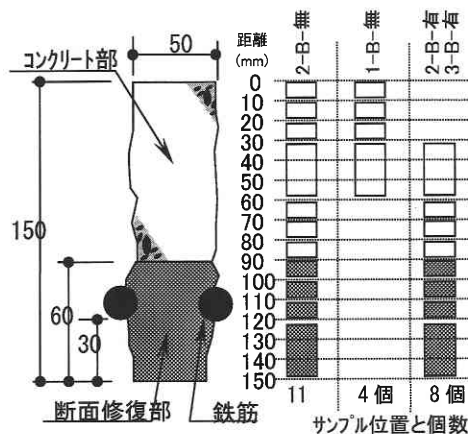 50
コンクリート部
150
60
30
断面修復部
鉄筋
距離
(mm)
0
10
20
30
40
50
60
70
80
90
100
110
120
130
140
150
2-B-無
1-B-無
2-B-有
3-B-有
11
4個
8個
サンプル位置と個数